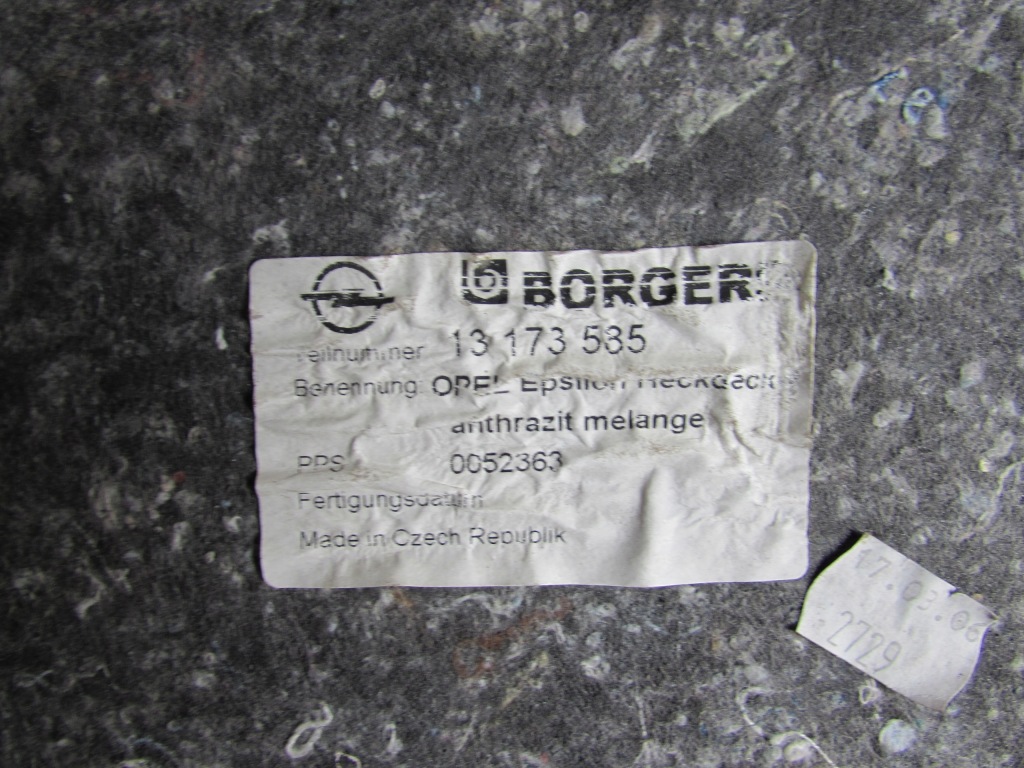 BORGERS
Teilnummer 13 173 535
Benennung: OPEL Epsilon Heckdeck
anthrazit melange
PPS 0052363
Fertigungsdatum
Made in Czech Republik
17.03.06
2729